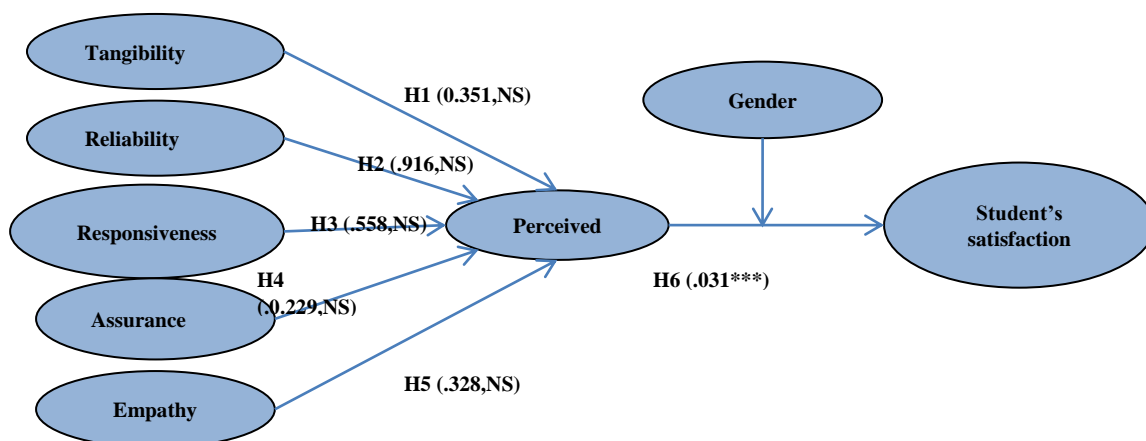 Tangibility
H1 (0.351,NS)
Gender
Reliability
H2 (.916,NS)
Responsiveness
H3 (.558,NS)
Perceived
Student’s
satisfaction
H4
(.0.229,NS)
H6 (.031***)
Assurance
H5 (.328,NS)
Empathy